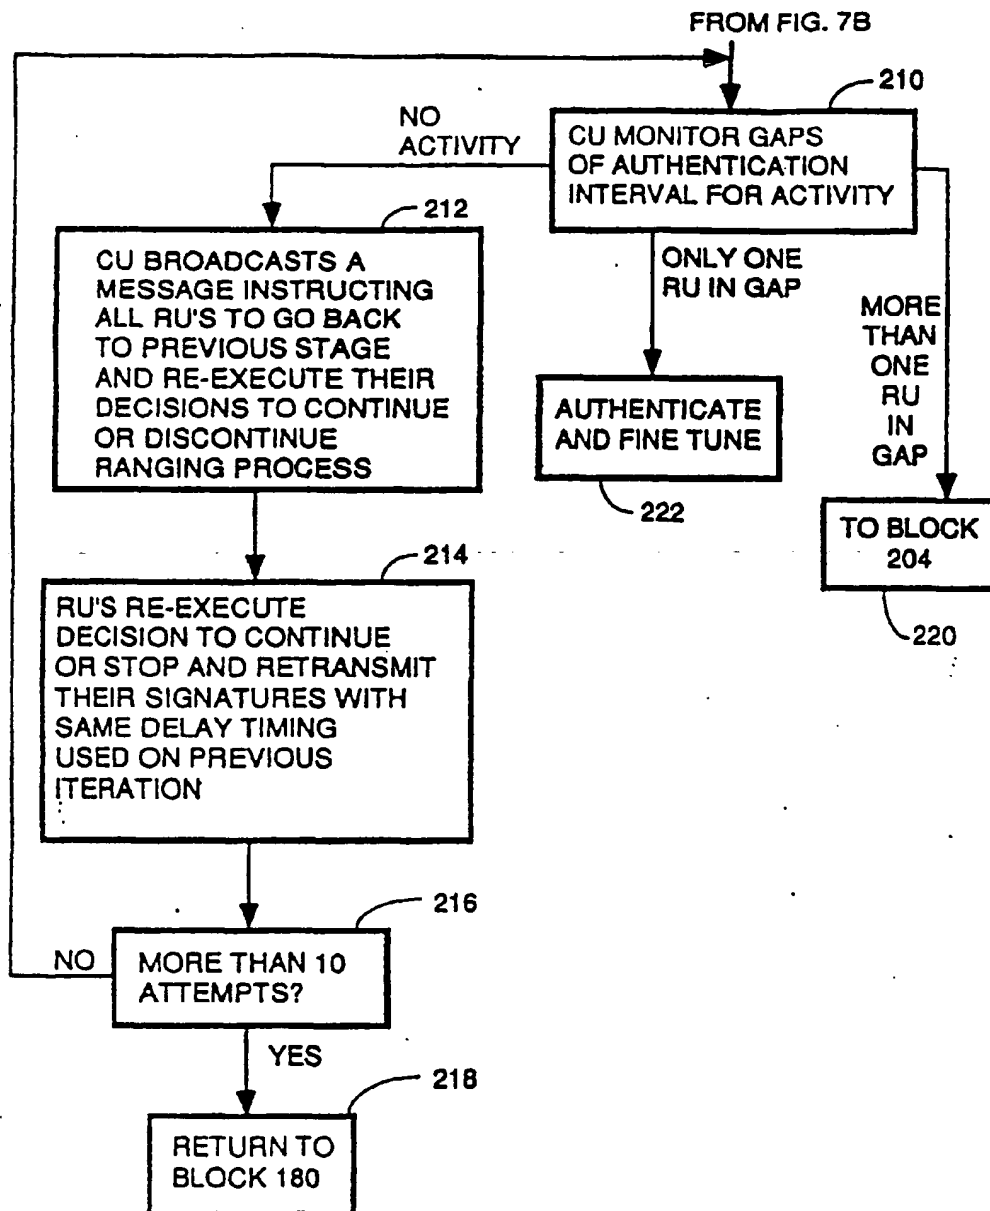 FROM FIG. 7B
210
CU MONITOR GAPS
OF AUTHENTICATION
INTERVAL FOR ACTIVITY
NO
ACTIVITY
212
CU BROADCASTS A
MESSAGE INSTRUCTING
ALL RU'S TO GO BACK
TO PREVIOUS STAGE
AND RE-EXECUTE THEIR
DECISIONS TO CONTINUE
OR DISCONTINUE
RANGING PROCESS
ONLY ONE
RU IN GAP
AUTHENTICATE
AND FINE TUNE
222
MORE
THAN
ONE
RU
IN
GAP
TO BLOCK
204
220
214
RU'S RE-EXECUTE
DECISION TO CONTINUE
OR STOP AND RETRANSMIT
THEIR SIGNATURES WITH
SAME DELAY TIMING
USED ON PREVIOUS
ITERATION
216
MORE THAN 10
ATTEMPTS?
NO
YES
218
RETURN TO
BLOCK 180